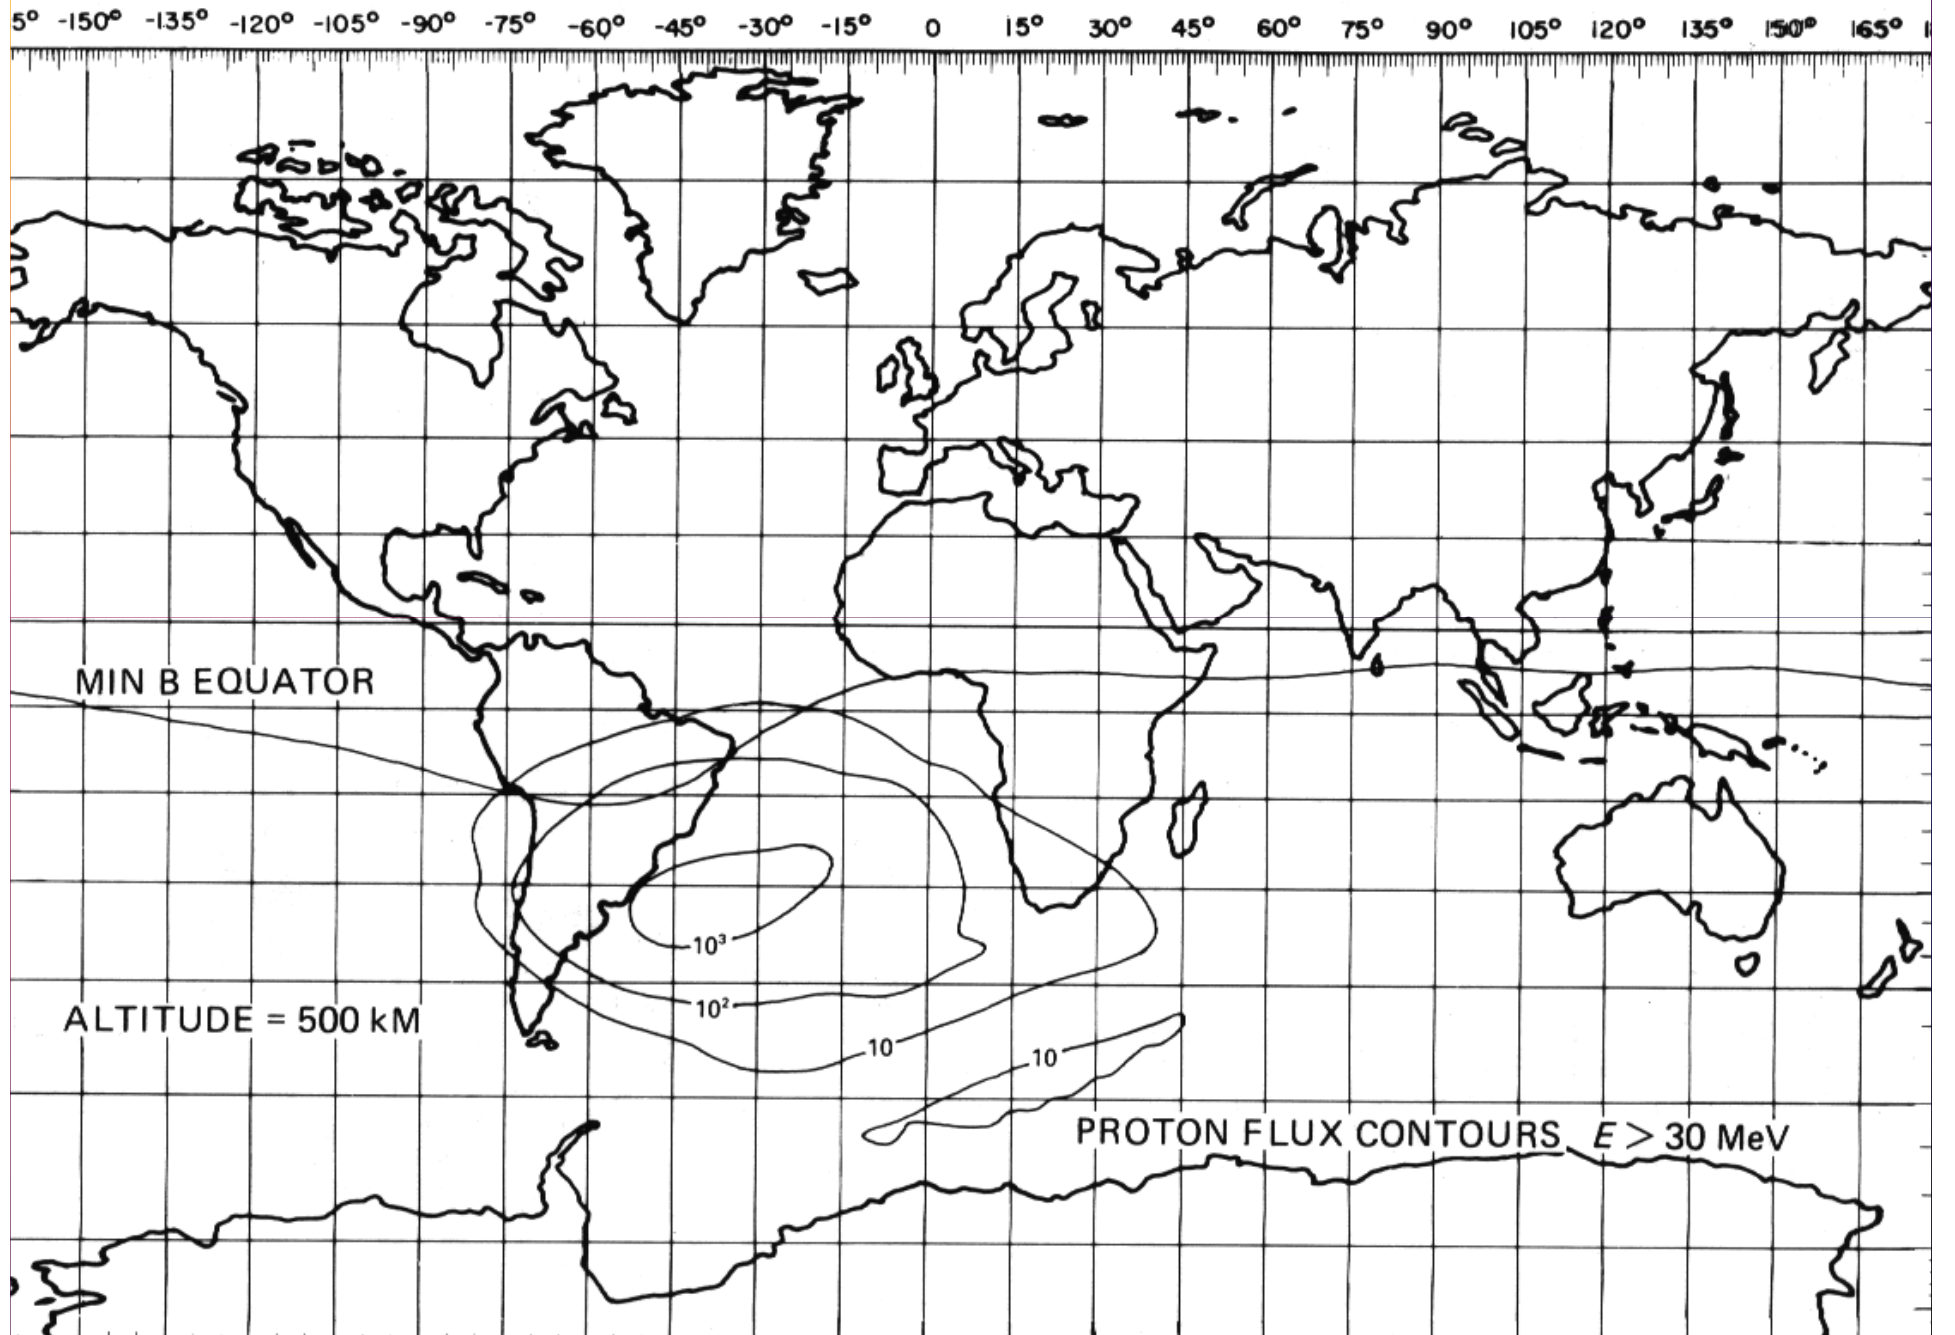 5° -150° -135° -120° -105° -90° -75° -60° -45° -30° -15° 0 15° 30° 45° 60° 75° 90° 105° 120° 135° 150° 165°
MIN B EQUATOR
10³
10²
ALTITUDE = 500 kM
10
10
PROTON FLUX CONTOURS E > 30 MeV